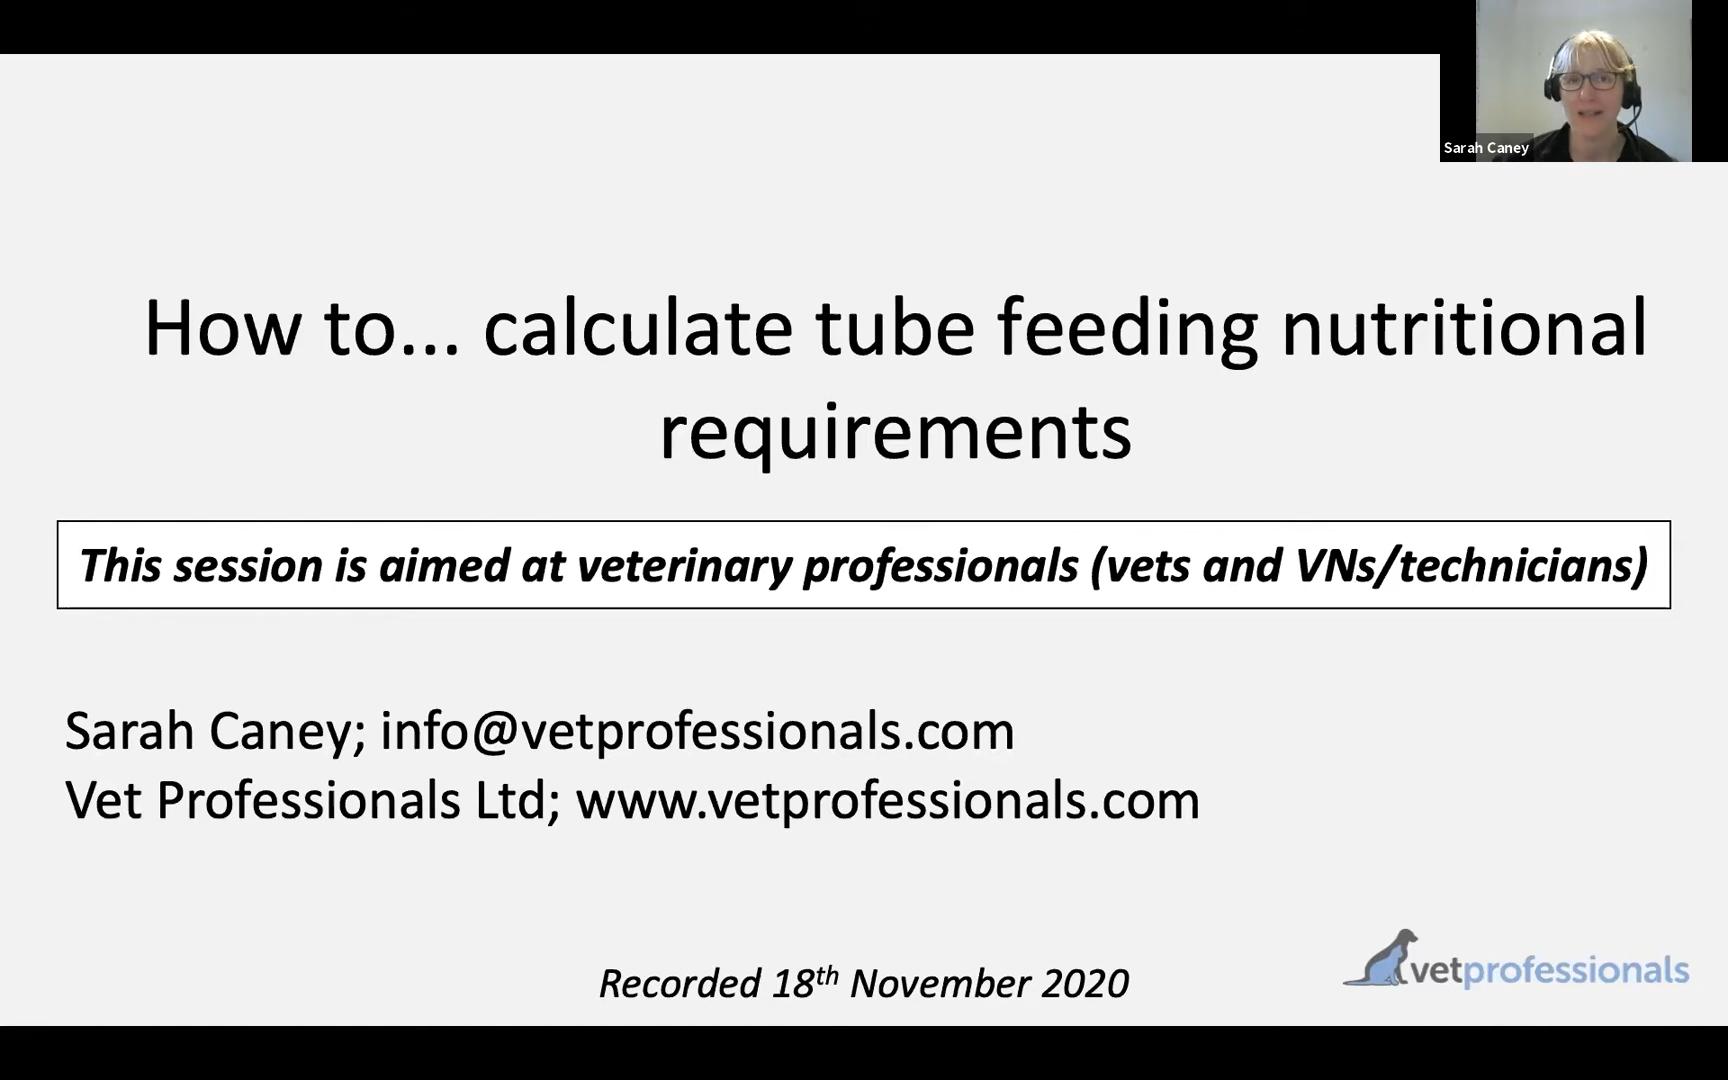 Sarah Caney
How to... calculate tube feeding nutritional
requirements
This session is aimed at veterinary professionals (vets and VNs/technicians)
Sarah Caney; info@vetprofessionals.com
Vet Professionals Ltd; www.vetprofessionals.com
Recorded 18th November 2020
vetprofessionals